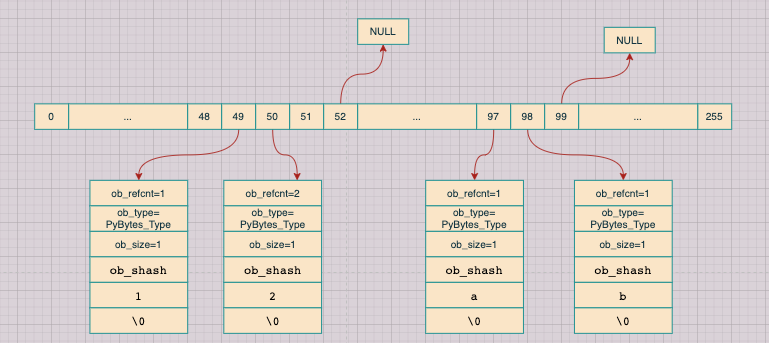 NULL
NULL
0 ... 48 49 50 51 52 ... 97 98 99 ... 255
ob_refcnt=1
ob_type=
PyBytes_Type
ob_size=1
ob_shash
1
\0
ob_refcnt=2
ob_type=
PyBytes_Type
ob_size=1
ob_shash
2
\0
ob_refcnt=1
ob_type=
PyBytes_Type
ob_size=1
ob_shash
a
\0
ob_refcnt=1
ob_type=
PyBytes_Type
ob_size=1
ob_shash
b
\0